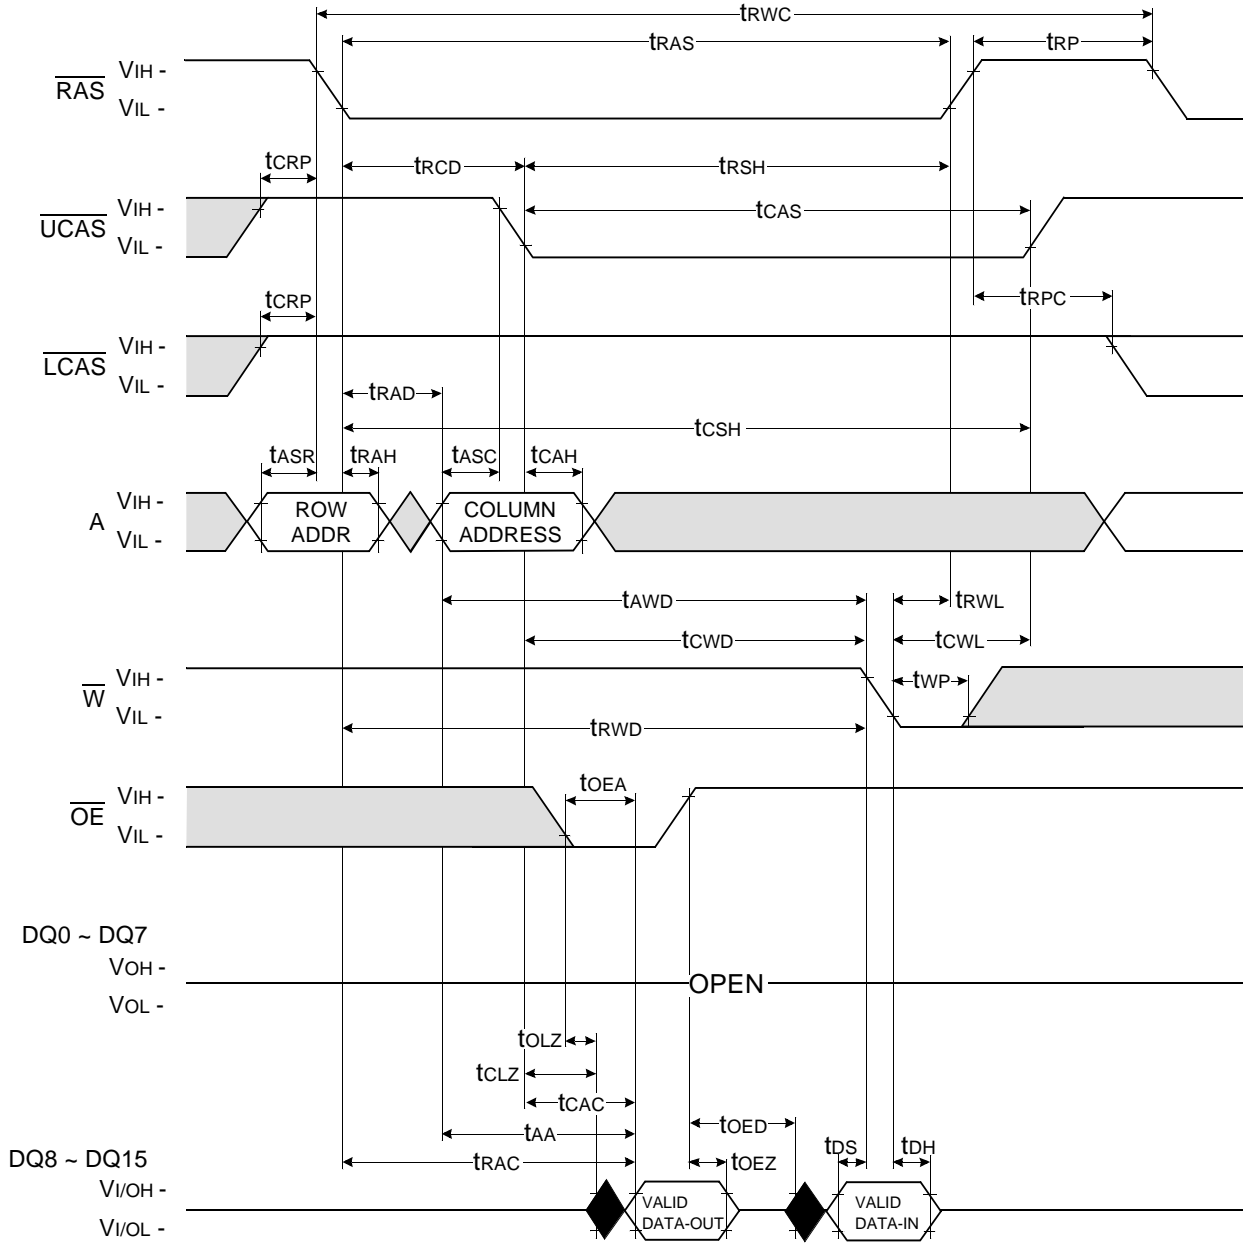 tRWC
tRAS
tRP
RAS
VIH -
VIL -
tCRP
tRCD
tRSH
UCAS
VIH -
VIL -
tCAS
tCRP
tRPC
LCAS
VIH -
VIL -
tRAD
tCSH
tASR
tRAH
tASC
tCAH
A
VIH -
VIL -
ROW
ADDR
COLUMN
ADDRESS
tAWD
tRWL
tCWD
tCWL
W
VIH -
VIL -
tWP
tRWD
tOEA
OE
VIH -
VIL -
DQ0 ~ DQ7
VOH -
VOL -
OPEN
tOLZ
tCLZ
tCAC
tAA
tOED
tRAC
tOEZ
tDS
tDH
DQ8 ~ DQ15
VI/OH -
VI/OL -
VALID
DATA-OUT
VALID
DATA-IN